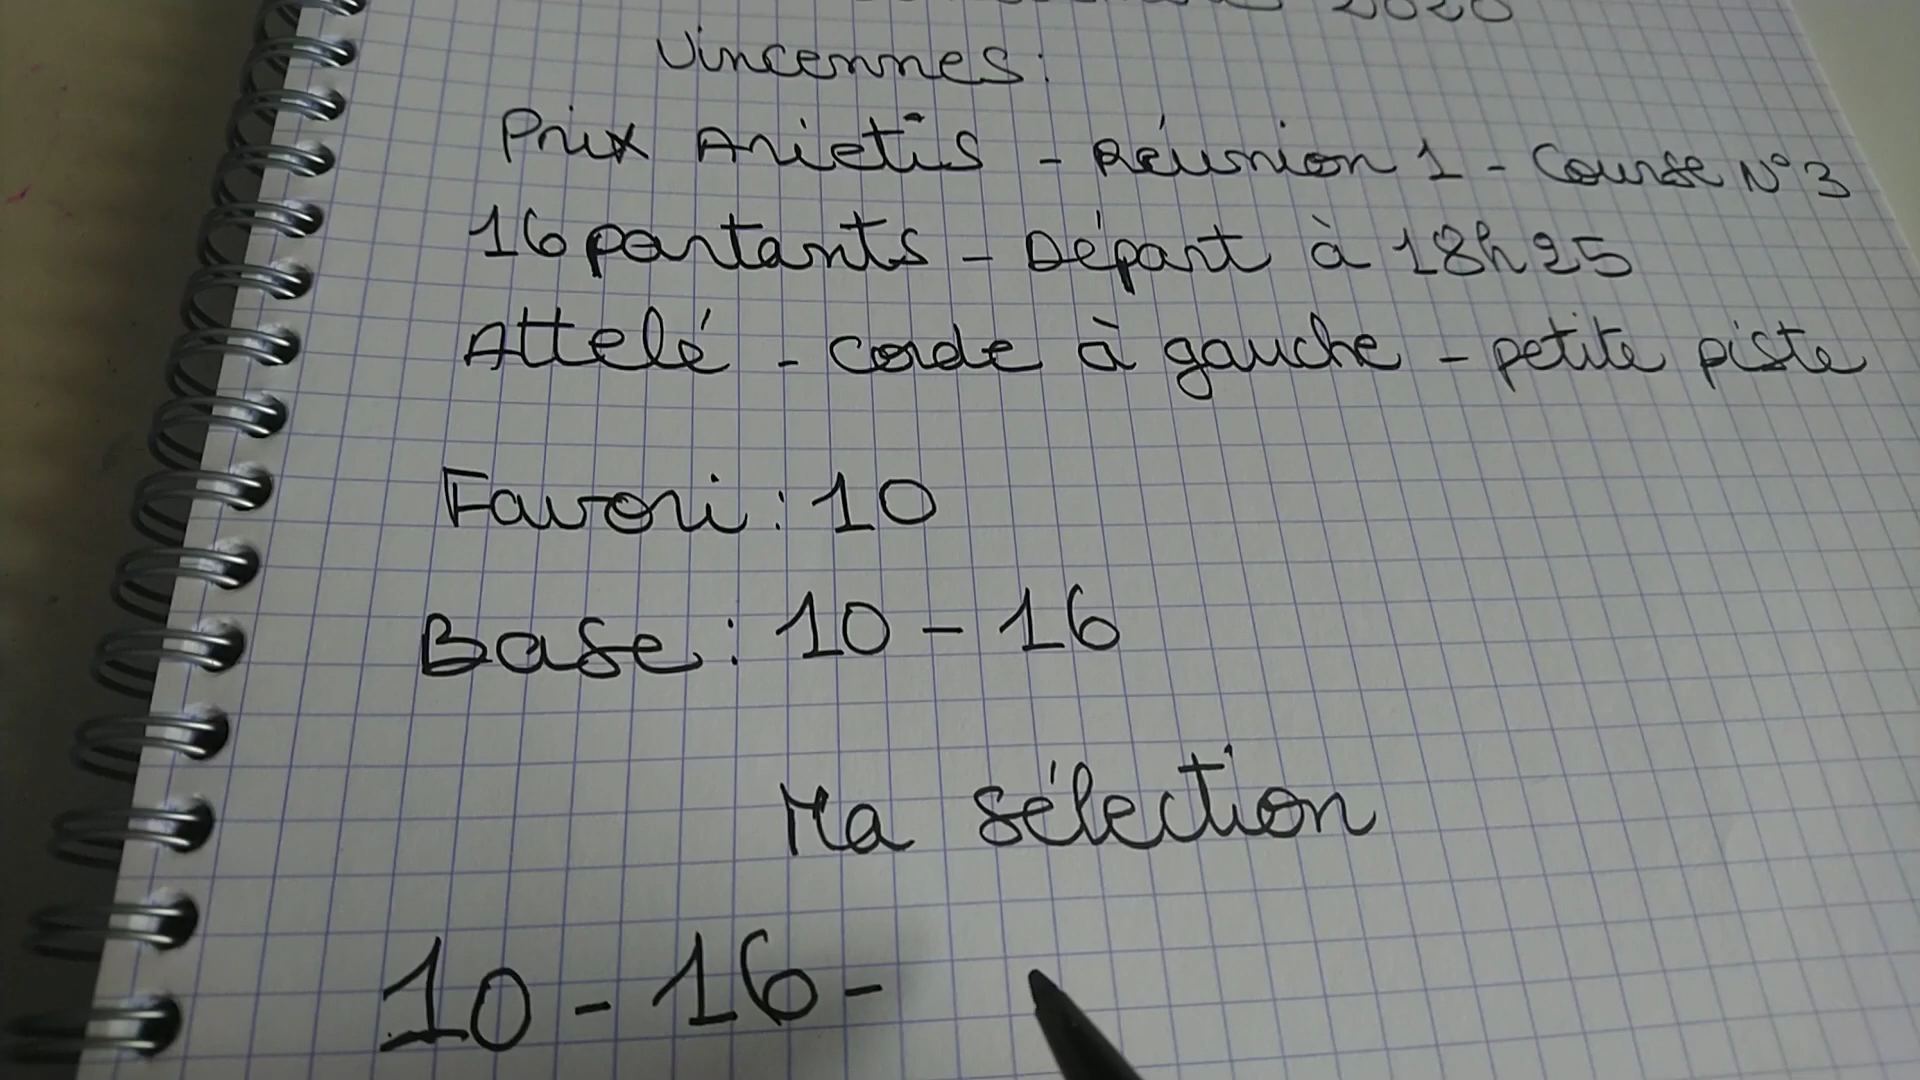 2020
Vincennes:
Prix Arietis - Réunion 1 - Course N° 3
16 partants - Départ à 18h25
Attelé - corde à gauche - petite piste
Favori : 10
Base : 10 - 16
Ma sélection
10 - 16 -